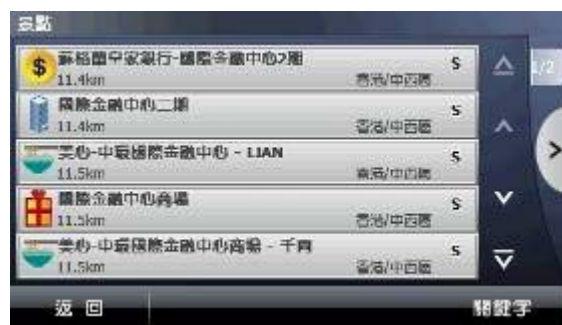 景點
1/2
蘇格蘭皇家銀行-國際金融中心2期
S
11.4km
香港/中西區
國際金融中心二期
S
11.4km
香港/中西區
美心-中環國際金融中心 - LIAN
S
11.5km
香港/中西區
國際金融中心商場
S
11.5km
香港/中西區
美心-中環國際金融中心商場 - 千両
S
11.5km
香港/中西區
返 回
關鍵字